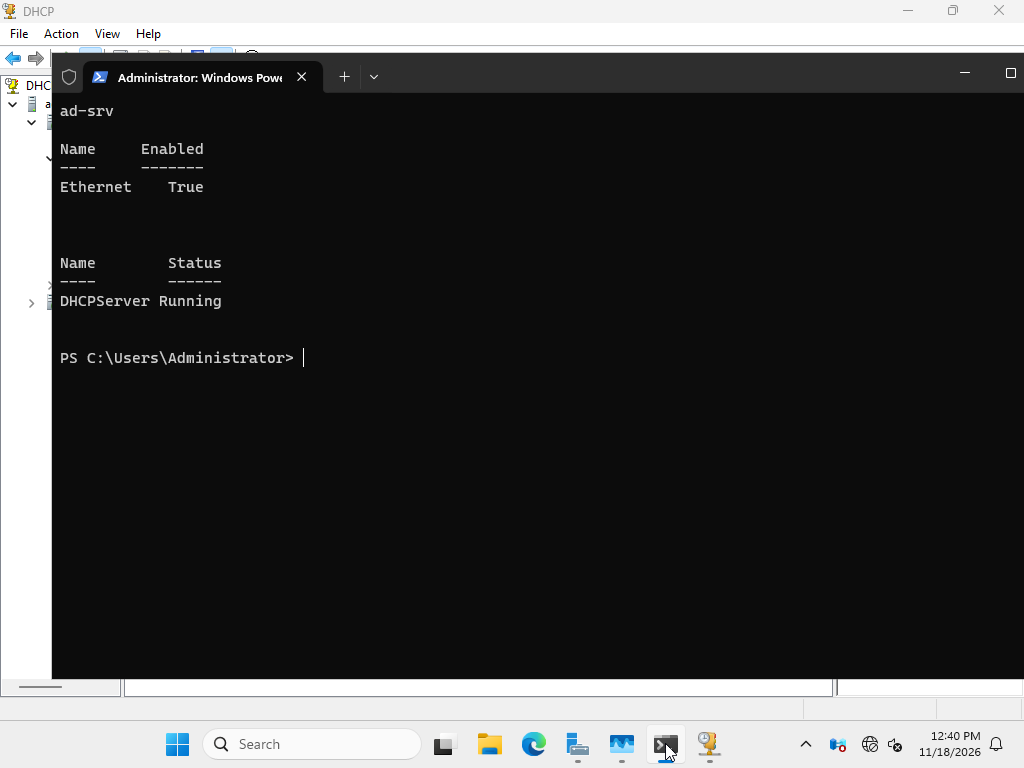 DHCP
File Action View Help
DHC
a
Administrator: Windows Powe
ad-srv
Name Enabled
---- -------
Ethernet True
Name Status
---- ------
DHCPServer Running
PS C:\Users\Administrator>
Search
12:40 PM
11/18/2026